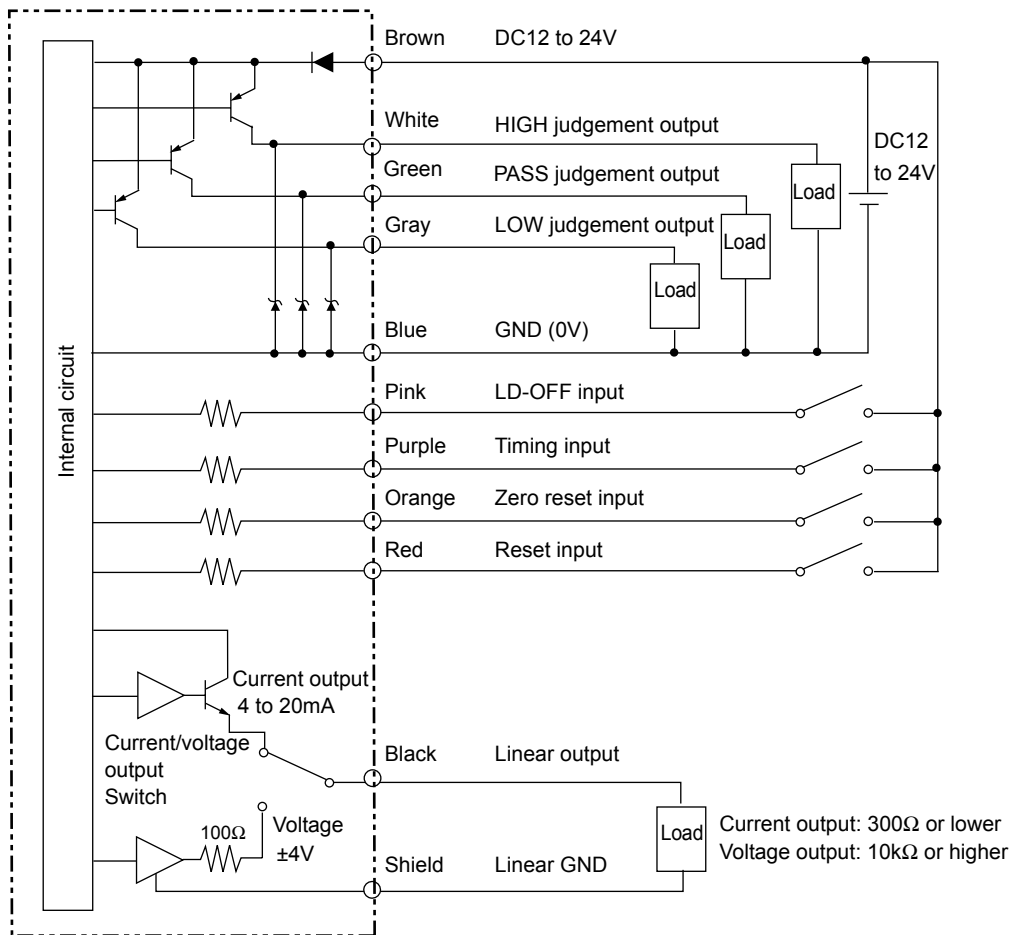 Brown DC12 to 24V
White HIGH judgement output
DC12
to 24V
Green PASS judgement output
Load
Gray LOW judgement output
Load
Load
Blue GND (0V)
Internal circuit
Pink LD-OFF input
Purple Timing input
Orange Zero reset input
Red Reset input
Current output
4 to 20mA
Current/voltage
output
Switch
Black Linear output
100Ω
Voltage
±4V
Load
Current output: 300Ω or lower
Voltage output: 10kΩ or higher
Shield Linear GND